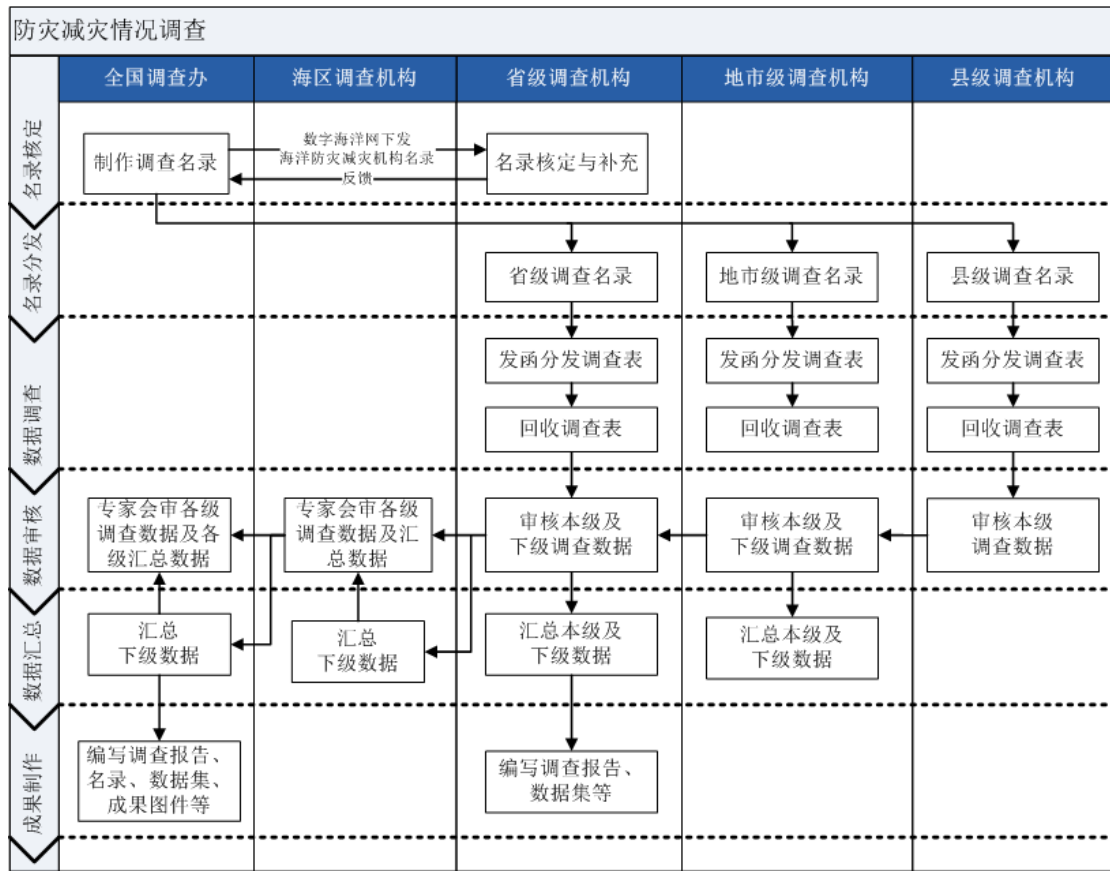 防灾减灾情况调查
全国调查办
海区调查机构
省级调查机构
地市级调查机构
县级调查机构
名录核定
制作调查名录
数字海洋网下发
海洋防灾减灾机构名录
反馈
名录核定与补充
名录分发
省级调查名录
地市级调查名录
县级调查名录
数据调查
发函分发调查表
发函分发调查表
发函分发调查表
回收调查表
回收调查表
回收调查表
数据审核
专家会审各级
调查数据及各
级汇总数据
专家会审各级
调查数据及汇
总数据
审核本级及
下级调查数据
审核本级及
下级调查数据
审核本级
调查数据
数据汇总
汇总
下级数据
汇总
下级数据
汇总本级及
下级数据
汇总本级及
下级数据
成果制作
编写调查报告、
名录、数据集、
成果图件等
编写调查报告、
数据集等